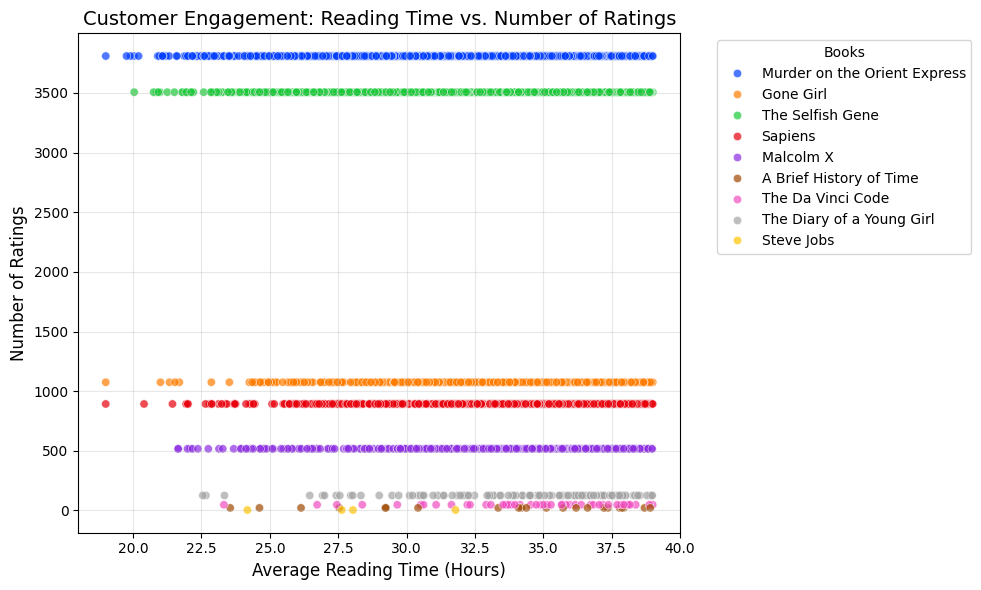 Customer Engagement: Reading Time vs. Number of Ratings
Number of Ratings
3500
3000
2500
2000
1500
1000
500
0
20.0
22.5
25.0
27.5
30.0
32.5
35.0
37.5
40.0
Average Reading Time (Hours)
Books
Murder on the Orient Express
Gone Girl
The Selfish Gene
Sapiens
Malcolm X
A Brief History of Time
The Da Vinci Code
The Diary of a Young Girl
Steve Jobs